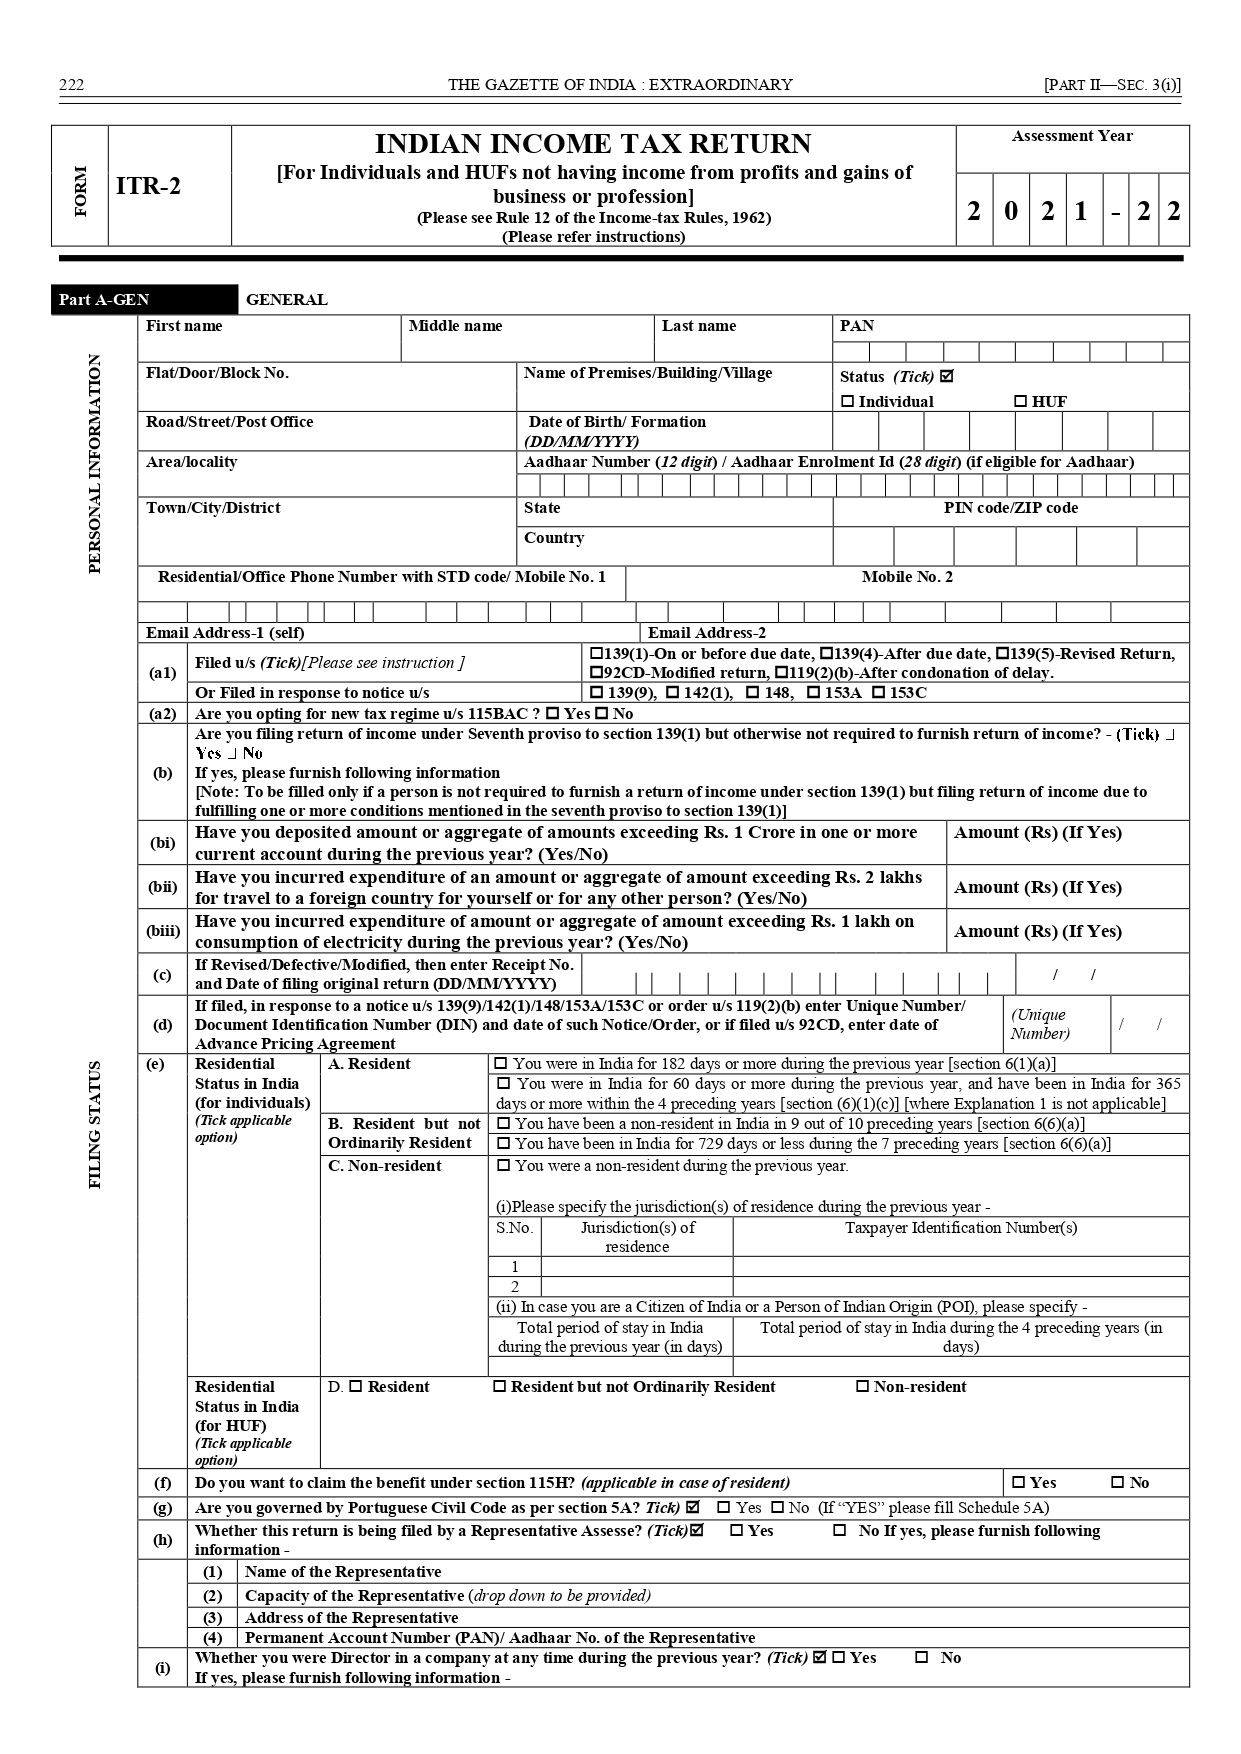 222 THE GAZETTE OF INDIA : EXTRAORDINARY [PART II—SEC. 3(i)]
FORM
ITR-2
INDIAN INCOME TAX RETURN
[For Individuals and HUFs not having income from profits and gains of
business or profession]
(Please see Rule 12 of the Income-tax Rules, 1962)
(Please refer instructions)
Assessment Year
2 0 2 1 - 2 2
Part A-GEN GENERAL
PERSONAL INFORMATION
First name Middle name Last name PAN
Flat/Door/Block No. Name of Premises/Building/Village Status (Tick) ☑
☐ Individual ☐ HUF
Road/Street/Post Office Date of Birth/ Formation
(DD/MM/YYYY)
Area/locality Aadhaar Number (12 digit) / Aadhaar Enrolment Id (28 digit) (if eligible for Aadhaar)
Town/City/District State PIN code/ZIP code
Country
Residential/Office Phone Number with STD code/ Mobile No. 1 Mobile No. 2
Email Address-1 (self) Email Address-2
FILING STATUS
(a1) Filed u/s (Tick)[Please see instruction ] ☐139(1)-On or before due date, ☐139(4)-After due date, ☐139(5)-Revised Return,
☐92CD-Modified return, ☐119(2)(b)-After condonation of delay.
Or Filed in response to notice u/s ☐ 139(9), ☐ 142(1), ☐ 148, ☐ 153A ☐ 153C
(a2) Are you opting for new tax regime u/s 115BAC ? ☐ Yes ☐ No
(b) Are you filing return of income under Seventh proviso to section 139(1) but otherwise not required to furnish return of income? - (Tick) ☐
Yes ☐ No
If yes, please furnish following information
[Note: To be filled only if a person is not required to furnish a return of income under section 139(1) but filing return of income due to
fulfilling one or more conditions mentioned in the seventh proviso to section 139(1)]
(bi) Have you deposited amount or aggregate of amounts exceeding Rs. 1 Crore in one or more
current account during the previous year? (Yes/No) Amount (Rs) (If Yes)
(bii) Have you incurred expenditure of an amount or aggregate of amount exceeding Rs. 2 lakhs
for travel to a foreign country for yourself or for any other person? (Yes/No) Amount (Rs) (If Yes)
(biii) Have you incurred expenditure of amount or aggregate of amount exceeding Rs. 1 lakh on
consumption of electricity during the previous year? (Yes/No) Amount (Rs) (If Yes)
(c) If Revised/Defective/Modified, then enter Receipt No.
and Date of filing original return (DD/MM/YYYY) / /
(d) If filed, in response to a notice u/s 139(9)/142(1)/148/153A/153C or order u/s 119(2)(b) enter Unique Number/
Document Identification Number (DIN) and date of such Notice/Order, or if filed u/s 92CD, enter date of
Advance Pricing Agreement
(Unique
Number) / /
(e) Residential
Status in India
(for individuals)
(Tick applicable
option)
A. Resident ☐ You were in India for 182 days or more during the previous year [section 6(1)(a)]
☐ You were in India for 60 days or more during the previous year, and have been in India for 365
days or more within the 4 preceding years [section (6)(1)(c)] [where Explanation 1 is not applicable]
B. Resident but not
Ordinarily Resident
☐ You have been a non-resident in India in 9 out of 10 preceding years [section 6(6)(a)]
☐ You have been in India for 729 days or less during the 7 preceding years [section 6(6)(a)]
C. Non-resident ☐ You were a non-resident during the previous year.
(i)Please specify the jurisdiction(s) of residence during the previous year -
S.No. Jurisdiction(s) of
residence
Taxpayer Identification Number(s)
1
2
(ii) In case you are a Citizen of India or a Person of Indian Origin (POI), please specify -
Total period of stay in India
during the previous year (in days)
Total period of stay in India during the 4 preceding years (in
days)
Residential
Status in India
(for HUF)
(Tick applicable
option)
D. ☐ Resident ☐ Resident but not Ordinarily Resident ☐ Non-resident
(f) Do you want to claim the benefit under section 115H? (applicable in case of resident) ☐ Yes ☐ No
(g) Are you governed by Portuguese Civil Code as per section 5A? Tick) ☑ ☐ Yes ☐ No (If “YES” please fill Schedule 5A)
(h) Whether this return is being filed by a Representative Assesse? (Tick)☑ ☐ Yes ☐ No If yes, please furnish following
information -
(1) Name of the Representative
(2) Capacity of the Representative (drop down to be provided)
(3) Address of the Representative
(4) Permanent Account Number (PAN)/ Aadhaar No. of the Representative
(i) Whether you were Director in a company at any time during the previous year? (Tick) ☑ ☐ Yes ☐ No
If yes, please furnish following information -